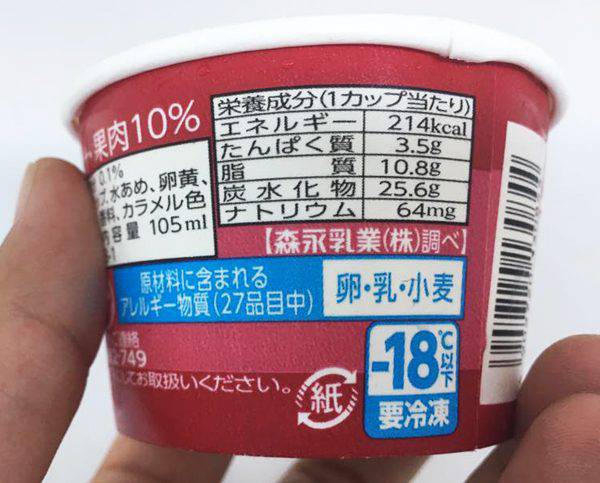 果肉10%
栄養成分(1カップ当たり)
エネルギー 214kcal
たんぱく質 3.5g
脂質 10.8g
炭水化物 25.6g
ナトリウム 64mg
【森永乳業(株)調べ】
0.1%
水あめ、卵黄、
カラメル色
容量 105ml
原材料に含まれる
アレルギー物質(27品目中)
卵・乳・小麦
連絡
-749
お取扱いください。
紙
-18℃以下
要冷凍